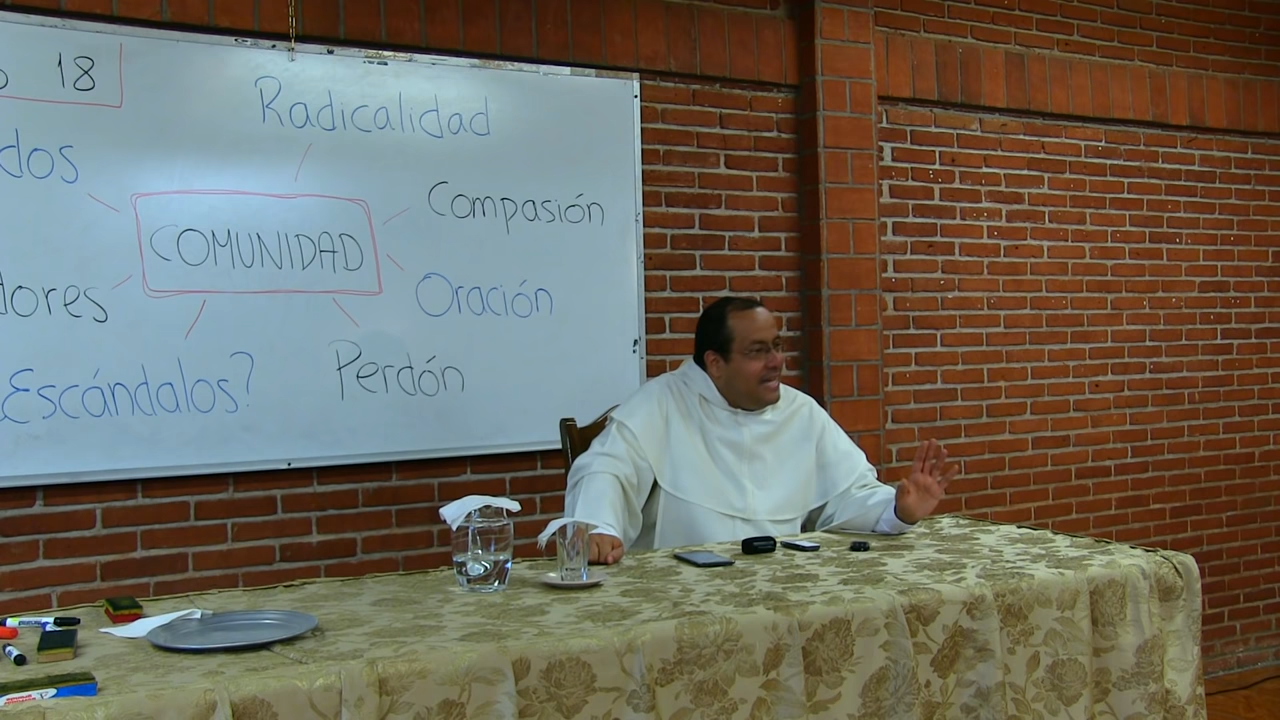 18
Radicalidad
dos
Compasión
COMUNIDAD
Oración
dores
Perdón
¿Escándalos?